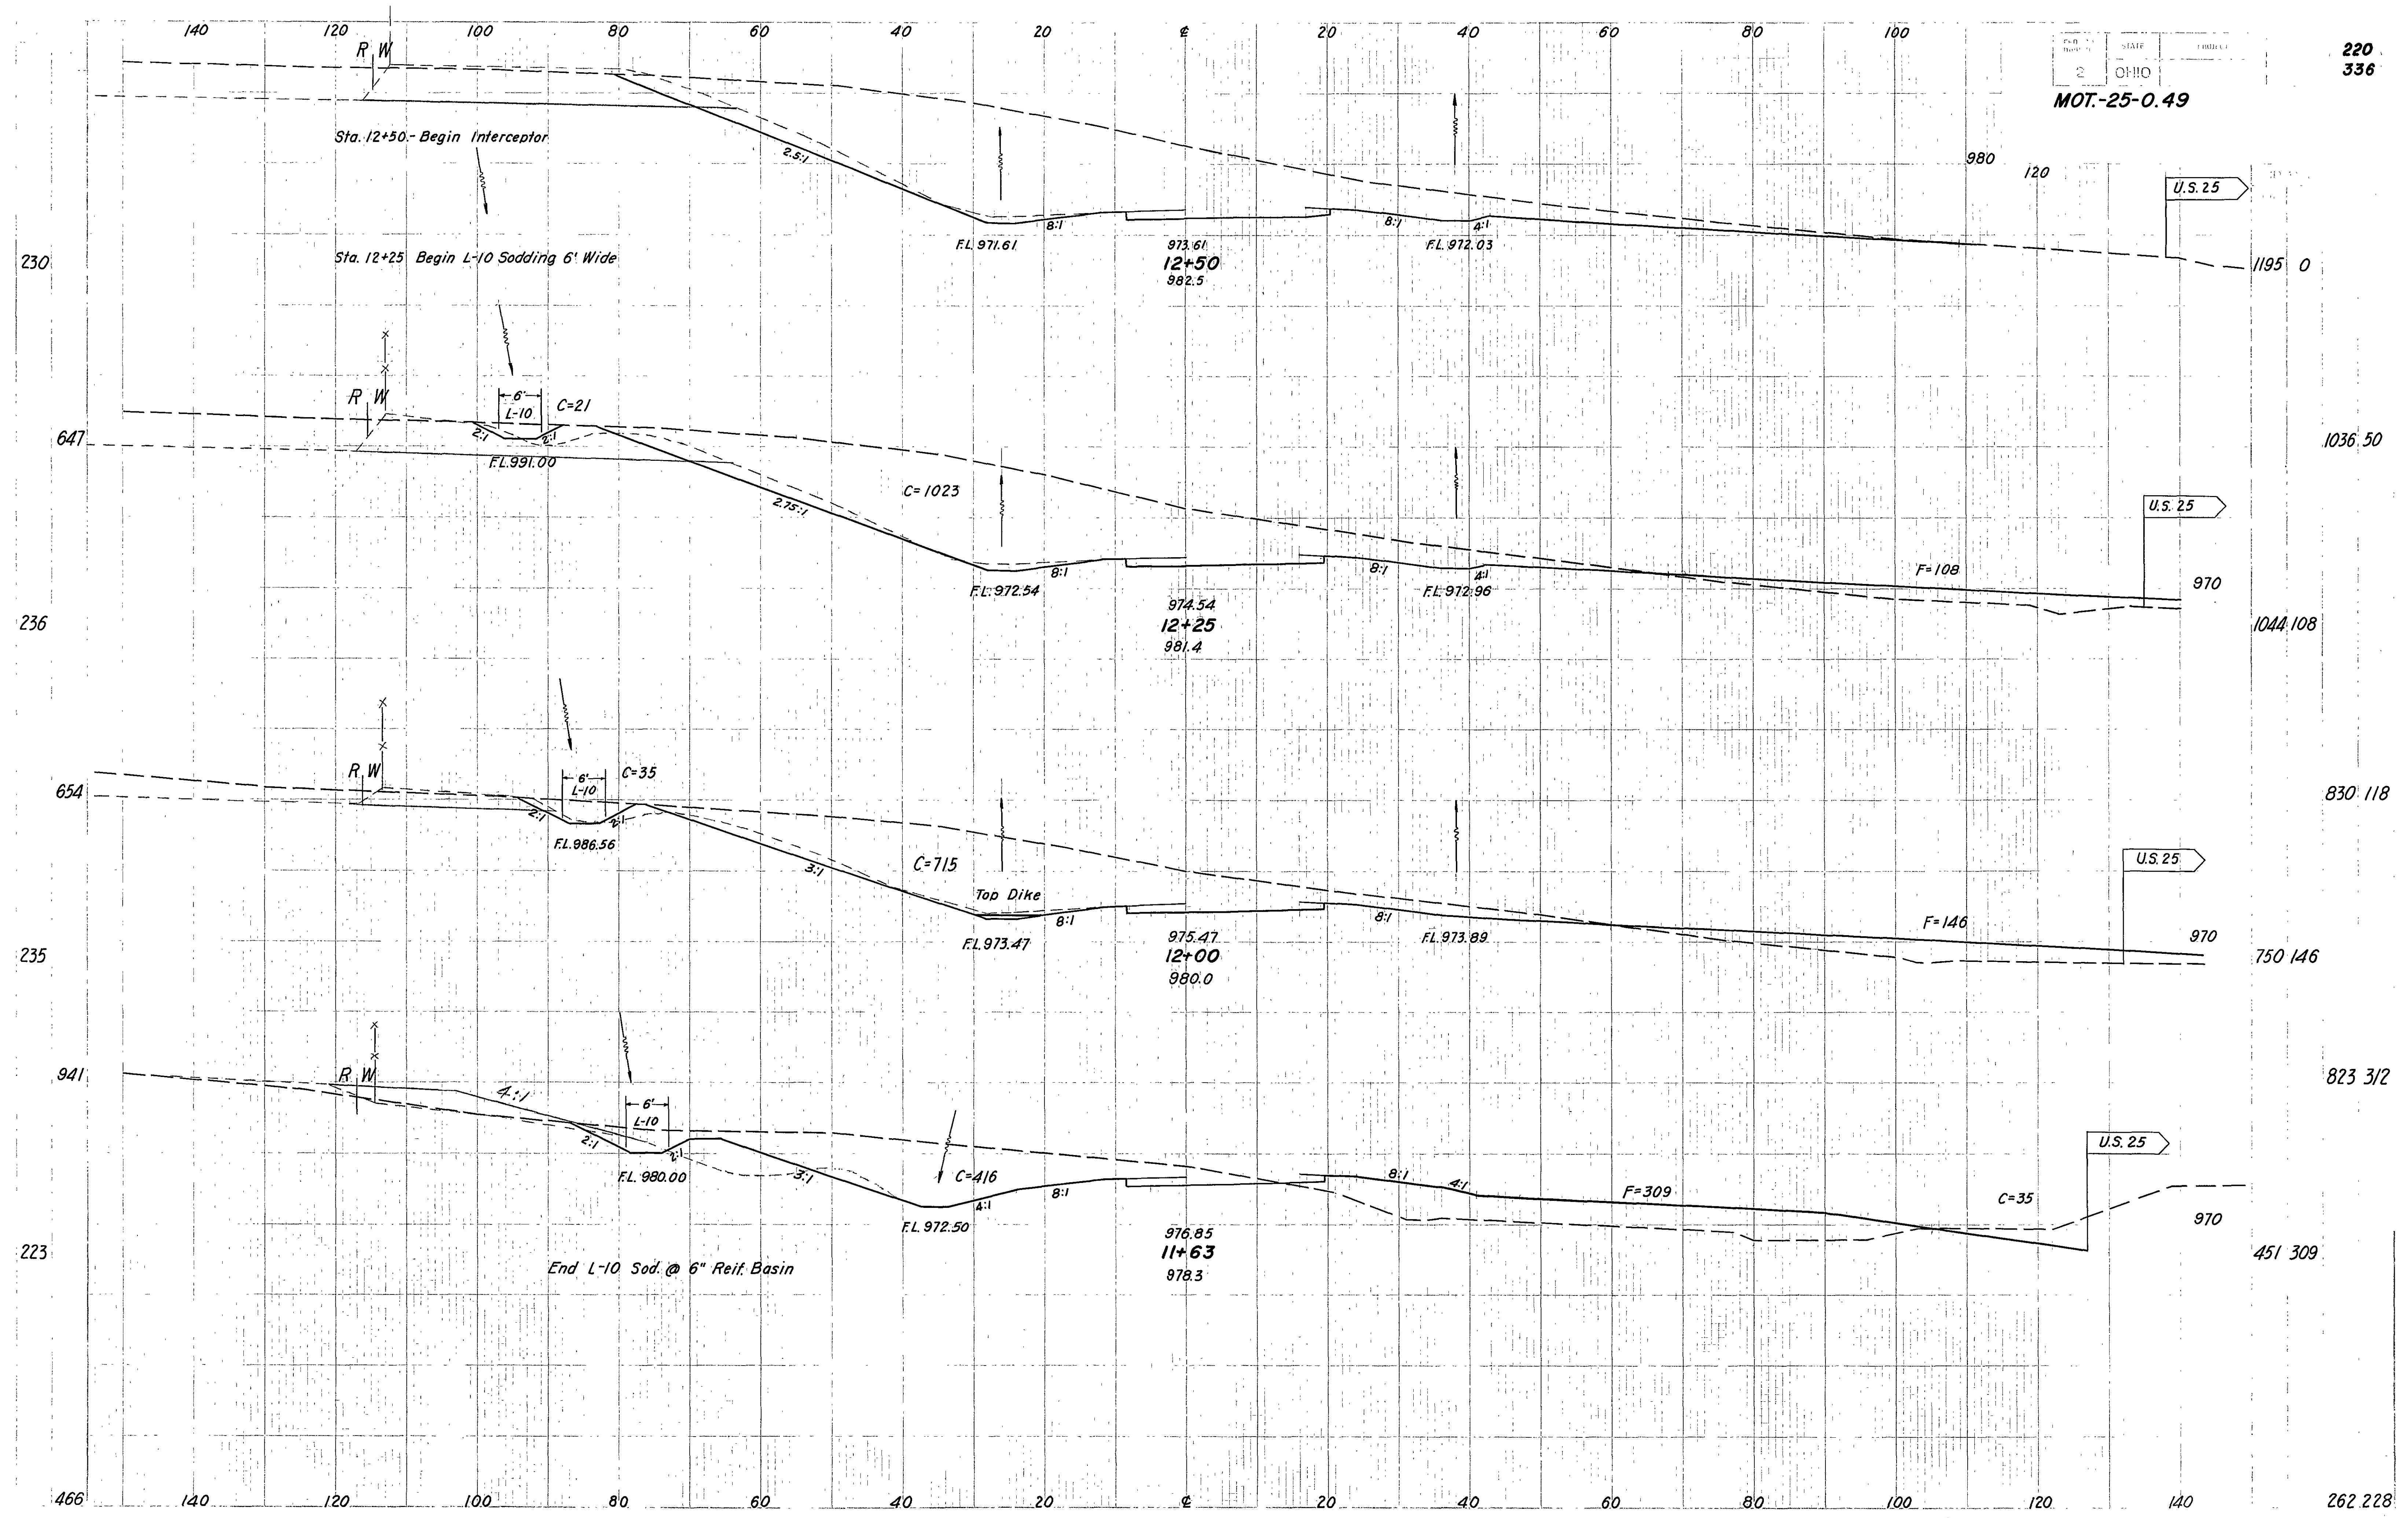 140 120 100 80 60 40 20 ℄ 20 40 60 80 100
STATE
2 OHIO
220
336
MOT.-25-0.49
R W
Sta. 12+50.- Begin Interceptor
2.5:1
980
120
U.S. 25
8:1
8:1
4:1
F.L. 971.61
973.61
F.L. 972.03
12+50
982.5
230
Sta. 12+25 Begin L-10 Sodding 6' Wide
1195 0
R W
6'
L-10
C=21
647
2:1
2:1
1036 50
F.L. 991.00
C=1023
2.75:1
U.S. 25
8:1
8:1
4:1
F=108
970
F.L. 972.54
974.54
F.L. 972.96
12+25
981.4
236
1044 108
R W
6'
L-10
C=35
654
2:1
2:1
830 118
F.L. 986.56
3:1
C=715
U.S. 25
Top Dike
8:1
8:1
F=146
970
F.L. 973.47
975.47
F.L. 973.89
12+00
980.0
235
750 146
941
R W
823 312
4:1
6'
L-10
2:1
2:1
U.S. 25
F.L. 980.00
3:1
C=416
8:1
4:1
8:1
4:1
F=309
C=35
970
F.L. 972.50
976.85
11+63
978.3
223
451 309
End L-10 Sod. @ 6" Reif. Basin
466
140 120 100 80 60 40 20 ℄ 20 40 60 80 100 120 140
262 228